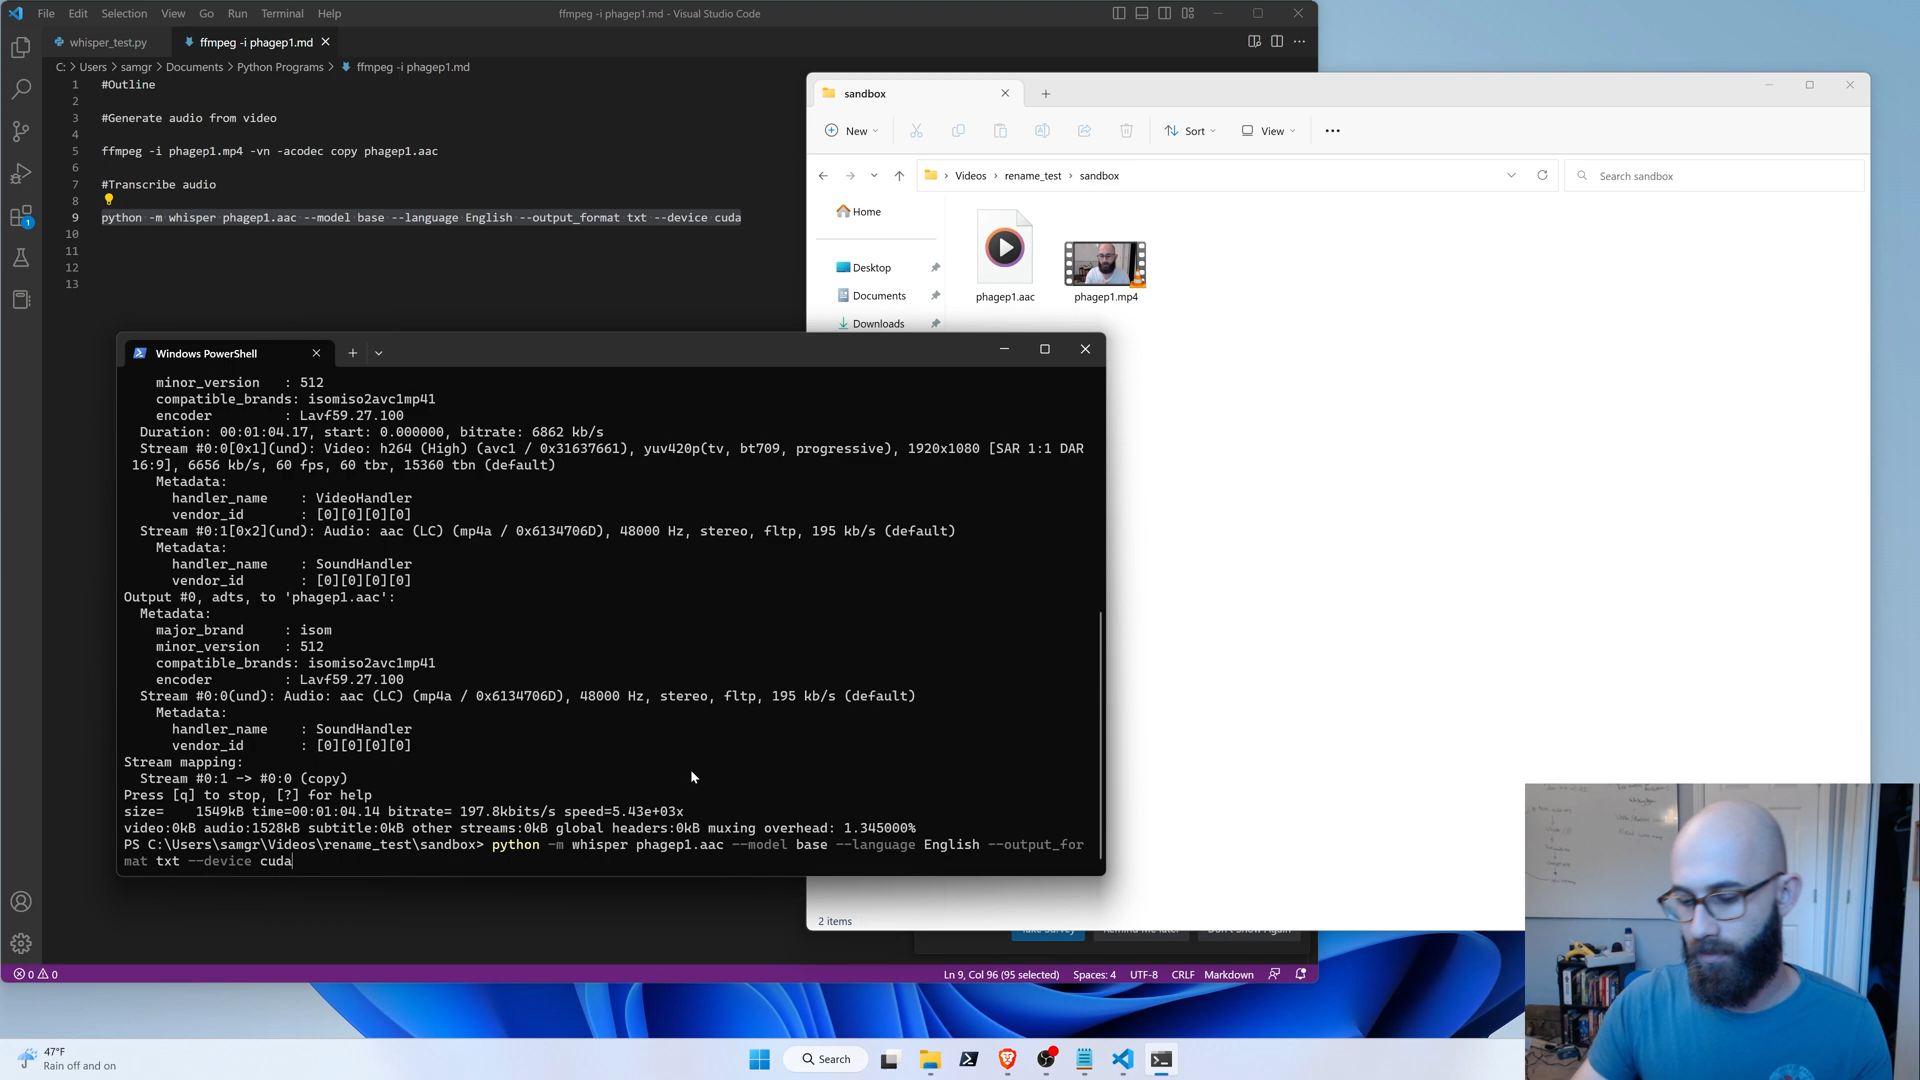 File Edit Selection View Go Run Terminal Help
ffmpeg -i phagep1.md - Visual Studio Code
whisper_test.py
ffmpeg -i phagep1.md
C: > Users > samgr > Documents > Python Programs > ffmpeg -i phagep1.md
1 #Outline
2
3 #Generate audio from video
4
5 ffmpeg -i phagep1.mp4 -vn -acodec copy phagep1.aac
6
7 #Transcribe audio
8
9 python -m whisper phagep1.aac --model base --language English --output_format txt --device cuda
10
11
12
13
1
sandbox
New
Sort
View
Videos > rename_test > sandbox
Search sandbox
Home
Desktop
Documents
Downloads
phagep1.aac
phagep1.mp4
2 items
Windows PowerShell
minor_version : 512
compatible_brands: isomiso2avc1mp41
encoder : Lavf59.27.100
Duration: 00:01:04.17, start: 0.000000, bitrate: 6862 kb/s
Stream #0:0[0x1](und): Video: h264 (High) (avc1 / 0x31637661), yuv420p(tv, bt709, progressive), 1920x1080 [SAR 1:1 DAR
16:9], 6656 kb/s, 60 fps, 60 tbr, 15360 tbn (default)
Metadata:
handler_name : VideoHandler
vendor_id : [0][0][0][0]
Stream #0:1[0x2](und): Audio: aac (LC) (mp4a / 0x6134706D), 48000 Hz, stereo, fltp, 195 kb/s (default)
Metadata:
handler_name : SoundHandler
vendor_id : [0][0][0][0]
Output #0, adts, to 'phagep1.aac':
Metadata:
major_brand : isom
minor_version : 512
compatible_brands: isomiso2avc1mp41
encoder : Lavf59.27.100
Stream #0:0(und): Audio: aac (LC) (mp4a / 0x6134706D), 48000 Hz, stereo, fltp, 195 kb/s (default)
Metadata:
handler_name : SoundHandler
vendor_id : [0][0][0][0]
Stream mapping:
Stream #0:1 -> #0:0 (copy)
Press [q] to stop, [?] for help
size= 1549kB time=00:01:04.14 bitrate= 197.8kbits/s speed=5.43e+03x
video:0kB audio:1528kB subtitle:0kB other streams:0kB global headers:0kB muxing overhead: 1.345000%
PS C:\Users\samgr\Videos\rename_test\sandbox> python -m whisper phagep1.aac --model base --language English --output_for
mat txt --device cuda
Take Survey
Remind Me later
Don't Show Again
0 0
Ln 9, Col 96 (95 selected) Spaces: 4 UTF-8 CRLF Markdown
47°F
Rain off and on
Search